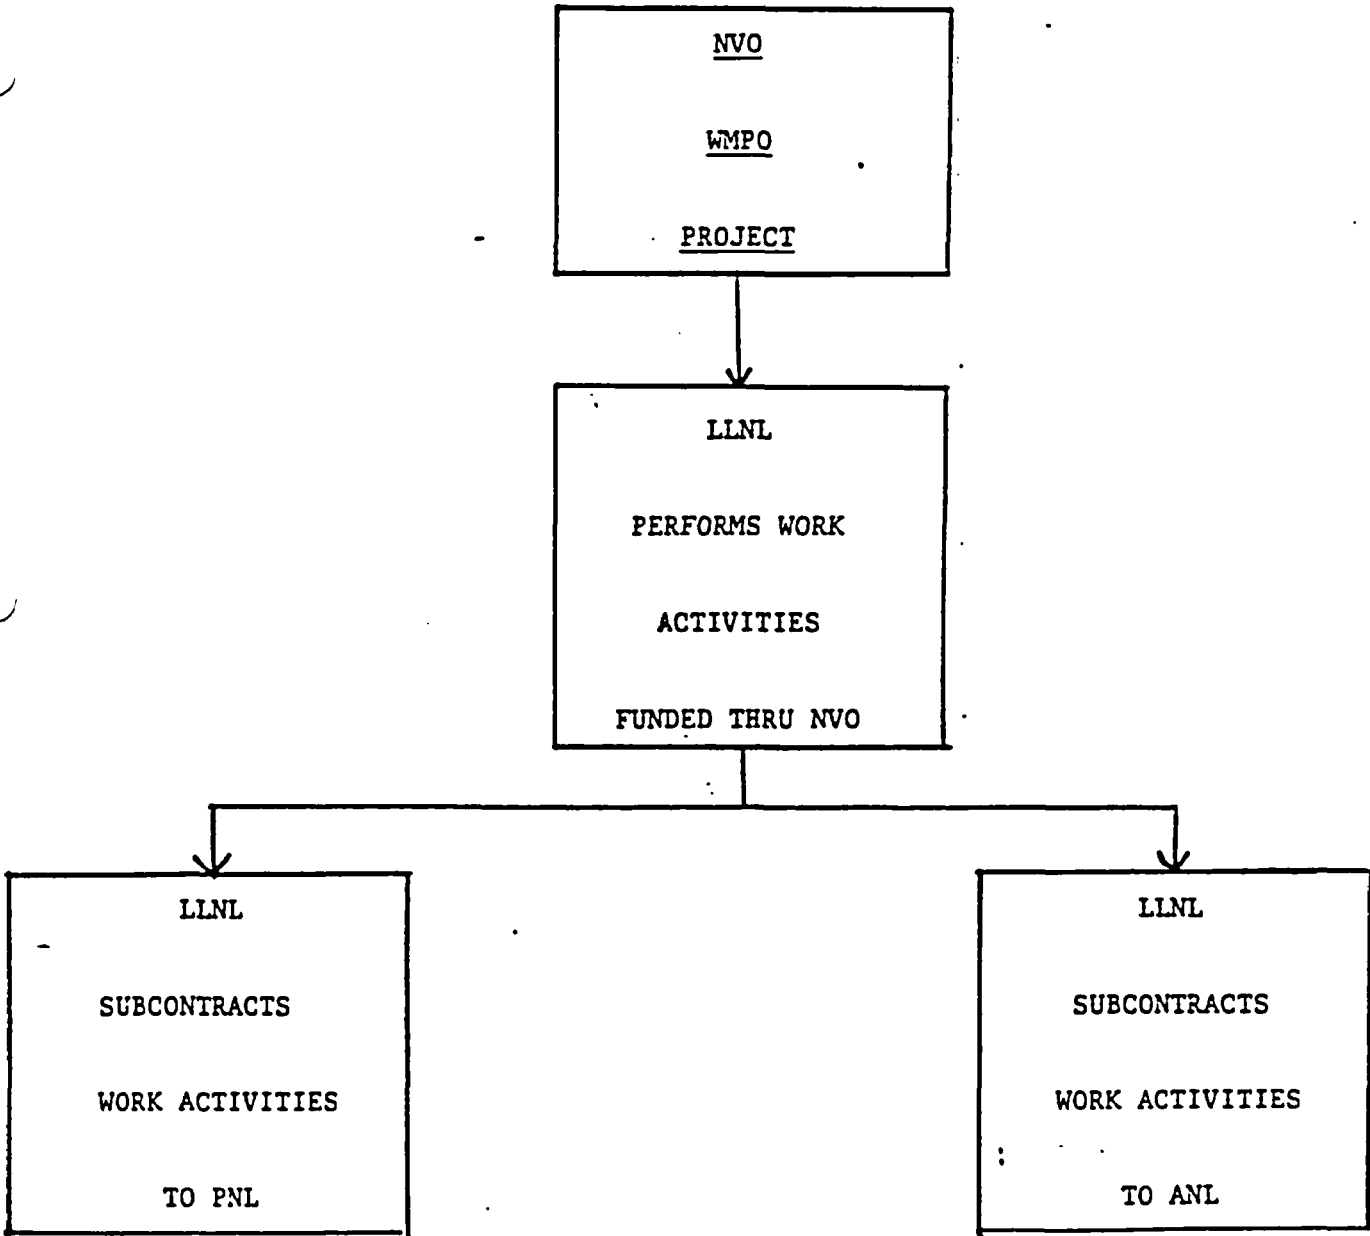 NVO
WMPO
PROJECT
LLNL
PERFORMS WORK
ACTIVITIES
FUNDED THRU NVO
LLNL
SUBCONTRACTS
WORK ACTIVITIES
TO PNL
LLNL
SUBCONTRACTS
WORK ACTIVITIES
TO ANL